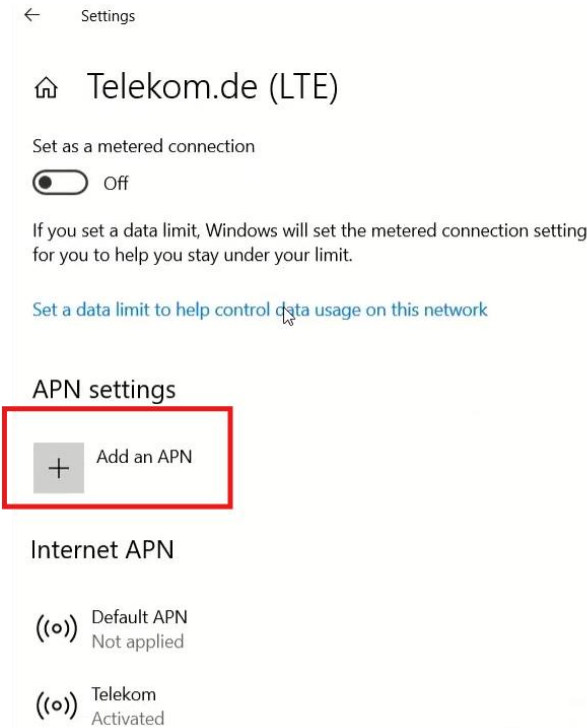 Settings
Telekom.de (LTE)
Set as a metered connection
Off
If you set a data limit, Windows will set the metered connection setting
for you to help you stay under your limit.
Set a data limit to help control data usage on this network
APN settings
Add an APN
Internet APN
Default APN
Not applied
Telekom
Activated